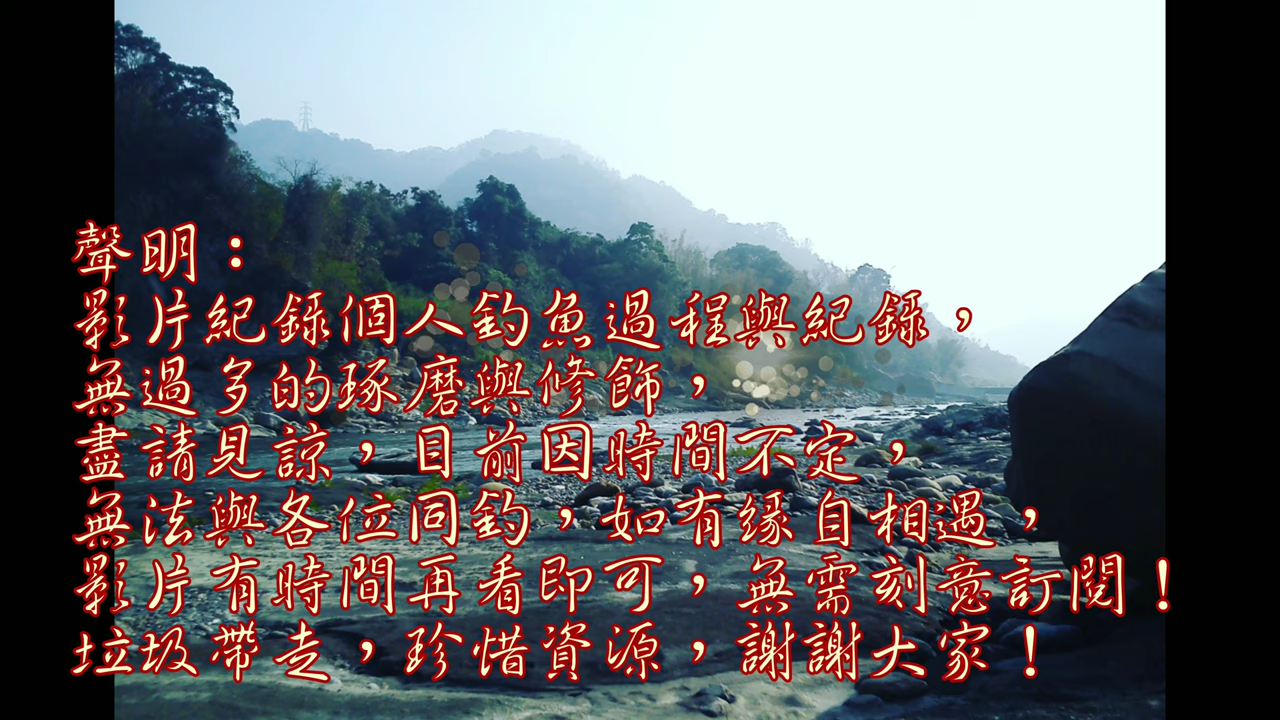 聲明：
影片紀錄個人釣魚過程與紀錄，
無過多的琢磨與修飾，
盡請見諒，目前因時間不定，
無法與各位同釣，如有緣自相遇，
影片有時間再看即可，無需刻意訂閱！
垃圾帶走，珍惜資源，謝謝大家！